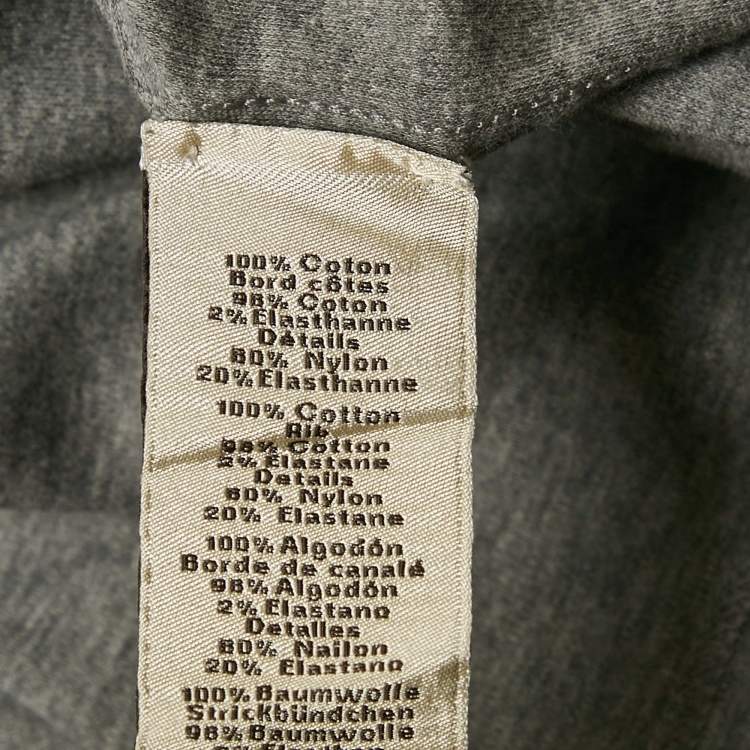 100% Coton
Bord côtes
98% Coton
2% Elasthanne
Détails
80% Nylon
20% Elasthanne
100% Cotton
Rib
98% Cotton
2% Elastane
Details
80% Nylon
20% Elastane
100% Algodón
Borde de canalé
98% Algodón
2% Elastano
Detalles
80% Nailon
20% Elastano
100% Baumwolle
Strickbündchen
98% Baumwolle